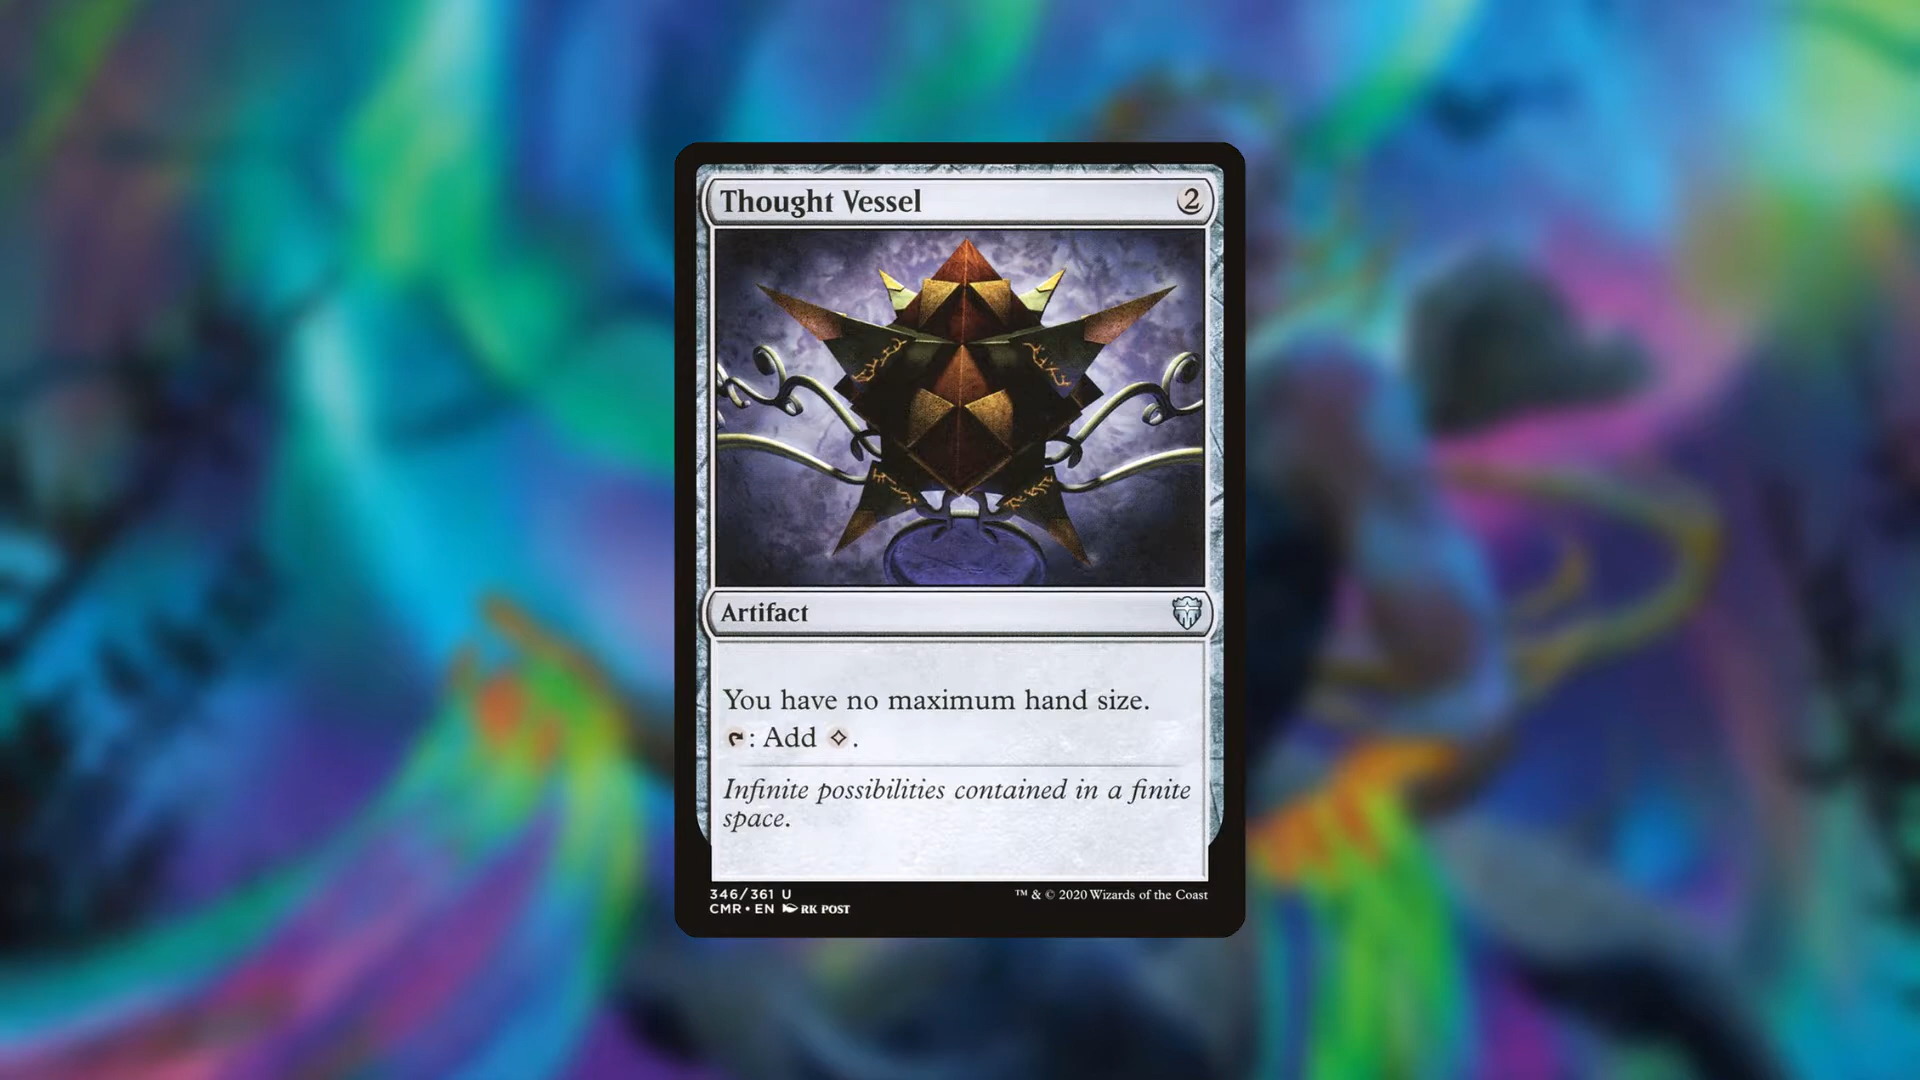 Thought Vessel 2
Artifact
You have no maximum hand size.
: Add .
Infinite possibilities contained in a finite
space.
346/361 U
CMR • EN RK POST
™ & © 2020 Wizards of the Coast